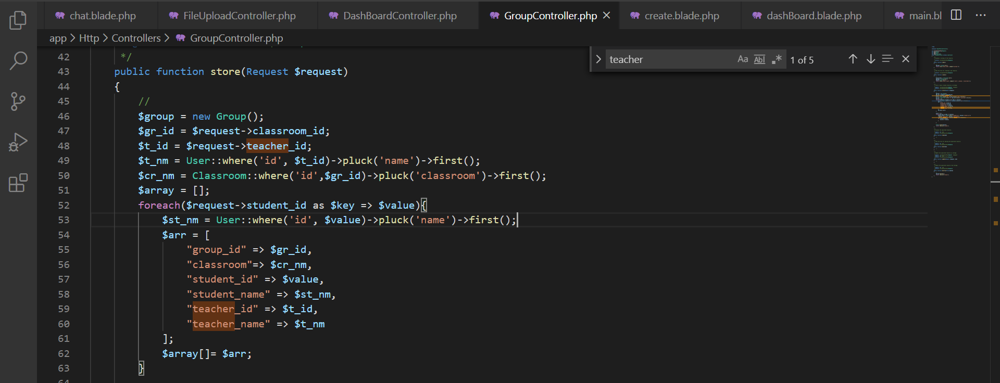 chat.blade.php FileUploadController.php DashBoardController.php GroupController.php create.blade.php dashBoard.blade.php main.bl
app > Http > Controllers > GroupController.php
teacher Aa Abl .* 1 of 5
42 */
43 public function store(Request $request)
44 {
45 //
46 $group = new Group();
47 $gr_id = $request->classroom_id;
48 $t_id = $request->teacher_id;
49 $t_nm = User::where('id', $t_id)->pluck('name')->first();
50 $cr_nm = Classroom::where('id',$gr_id)->pluck('classroom')->first();
51 $array = [];
52 foreach($request->student_id as $key => $value){
53 $st_nm = User::where('id', $value)->pluck('name')->first();
54 $arr = [
55 "group_id" => $gr_id,
56 "classroom"=> $cr_nm,
57 "student_id" => $value,
58 "student_name" => $st_nm,
59 "teacher_id" => $t_id,
60 "teacher_name" => $t_nm
61 ];
62 $array[]= $arr;
63 }